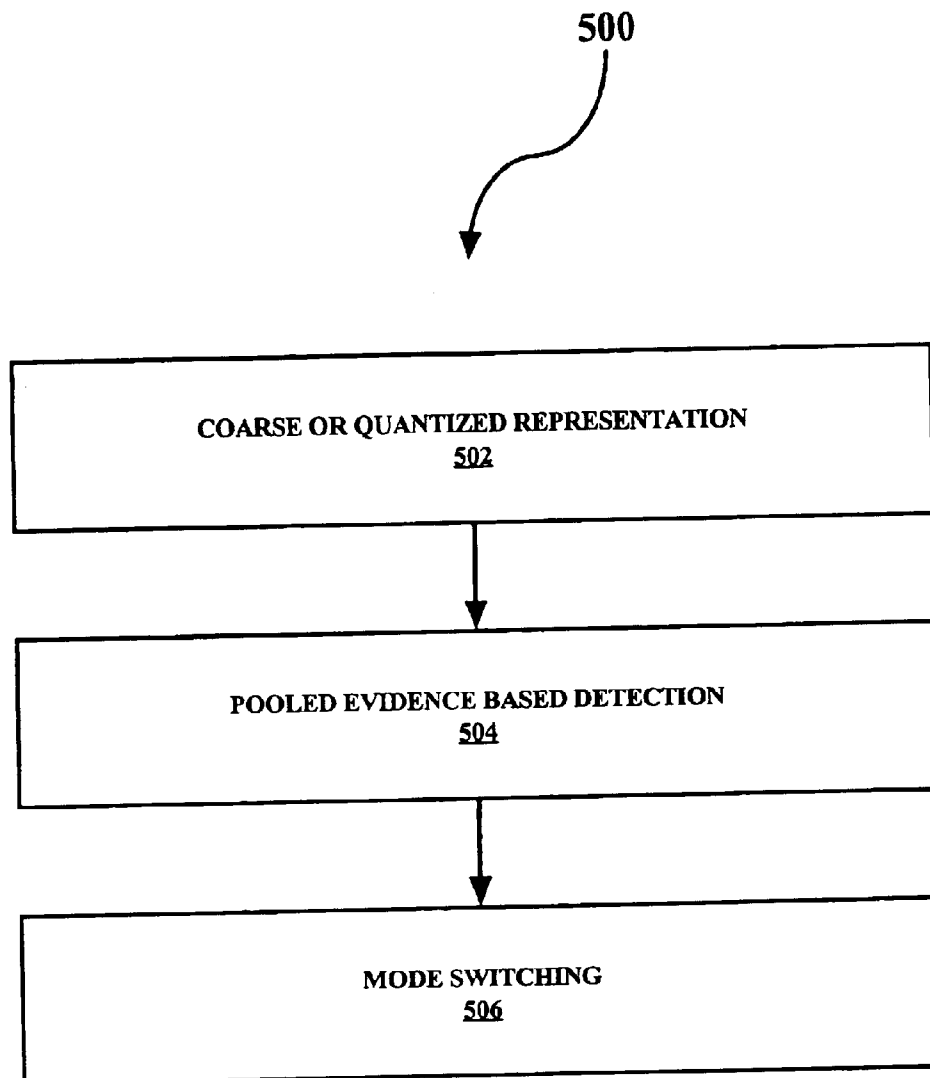 500
COARSE OR QUANTIZED REPRESENTATION
502
POOLED EVIDENCE BASED DETECTION
504
MODE SWITCHING
506